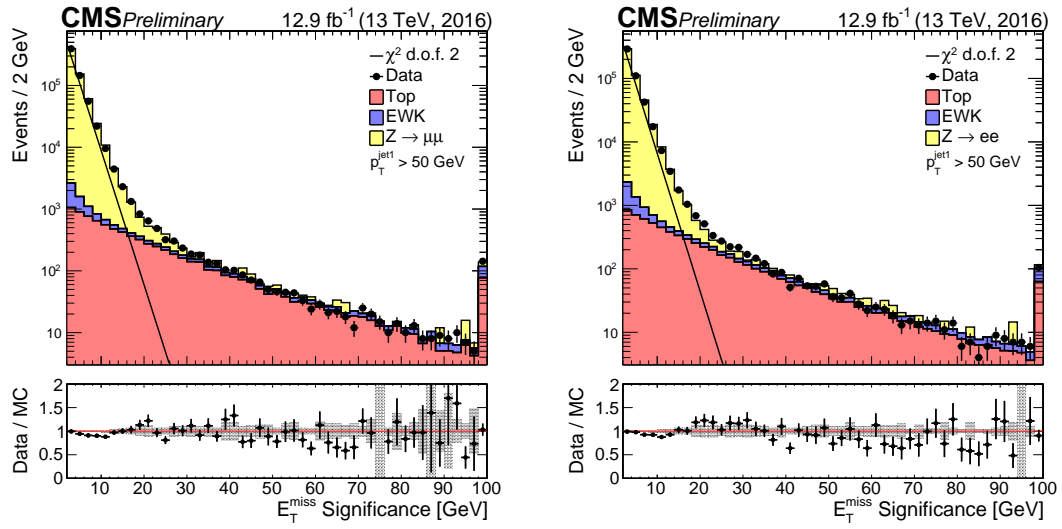 CMS Preliminary 12.9 fb⁻¹ (13 TeV, 2016)
Events / 2 GeV
10⁵
10⁴
10³
10²
10
χ² d.o.f. 2
Data
Top
EWK
Z → μμ
p_T^jet1 > 50 GeV
Data / MC
2
1.5
1
0.5
0
10 20 30 40 50 60 70 80 90 100
E_T^miss Significance [GeV]
CMS Preliminary 12.9 fb⁻¹ (13 TeV, 2016)
Events / 2 GeV
10⁵
10⁴
10³
10²
10
χ² d.o.f. 2
Data
Top
EWK
Z → ee
p_T^jet1 > 50 GeV
Data / MC
2
1.5
1
0.5
0
10 20 30 40 50 60 70 80 90 100
E_T^miss Significance [GeV]